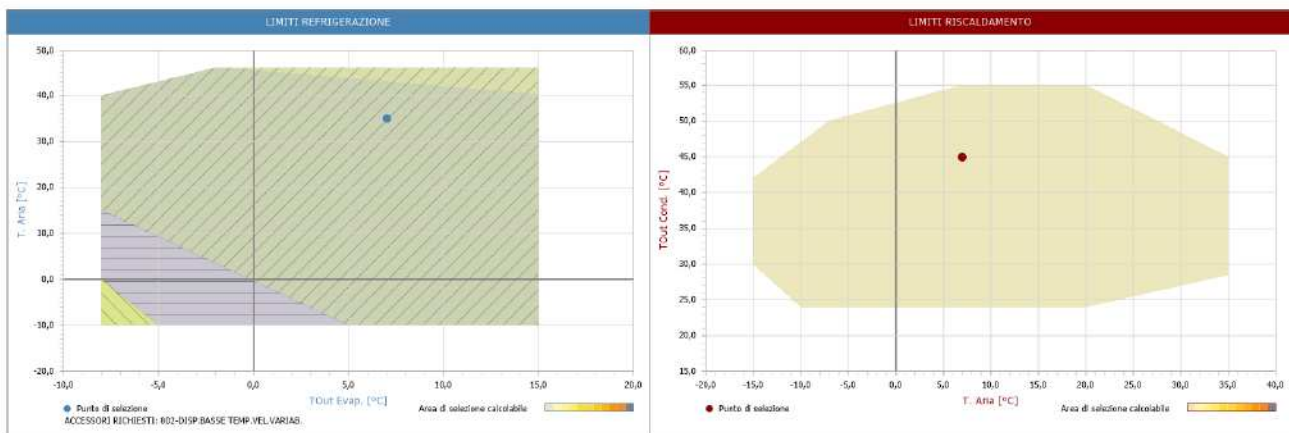 LIMITI REFRIGERAZIONE
50,0
40,0
30,0
20,0
10,0
0,0
-10,0
-20,0
T. Aria [°C]
-10,0 -5,0 0,0 5,0 10,0 15,0 20,0
TOut Evap. [°C]
Punto di selezione
Area di selezione calcolabile
ACCESSORI RICHIESTI: 802-DISP.BASSE TEMP.VEL.VARIAB.
LIMITI RISCALDAMENTO
60,0
55,0
50,0
45,0
40,0
35,0
30,0
25,0
20,0
15,0
TOut Cond. [°C]
-20,0 -15,0 -10,0 -5,0 0,0 5,0 10,0 15,0 20,0 25,0 30,0 35,0 40,0
T. Aria [°C]
Punto di selezione
Area di selezione calcolabile